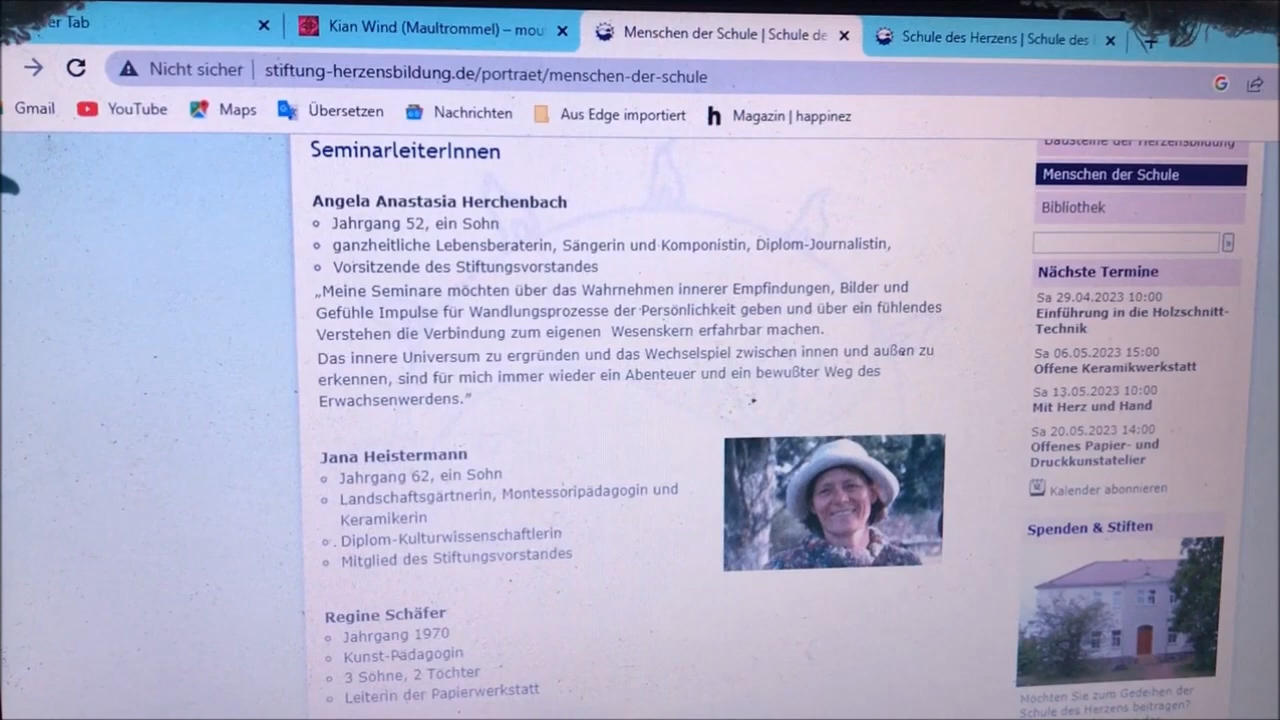 er Tab
Kian Wind (Maultrommel) – mou
Menschen der Schule | Schule de
Schule des Herzens | Schule des
Nicht sicher
stiftung-herzensbildung.de/portraet/menschen-der-schule
Gmail
YouTube
Maps
Übersetzen
Nachrichten
Aus Edge importiert
Magazin | happinez
SeminarleiterInnen
Angela Anastasia Herchenbach
Jahrgang 52, ein Sohn
ganzheitliche Lebensberaterin, Sängerin und Komponistin, Diplom-Journalistin,
Vorsitzende des Stiftungsvorstandes
„Meine Seminare möchten über das Wahrnehmen innerer Empfindungen, Bilder und
Gefühle Impulse für Wandlungsprozesse der Persönlichkeit geben und über ein fühlendes
Verstehen die Verbindung zum eigenen Wesenskern erfahrbar machen.
Das innere Universum zu ergründen und das Wechselspiel zwischen innen und außen zu
erkennen, sind für mich immer wieder ein Abenteuer und ein bewußter Weg des
Erwachsenwerdens.“
Jana Heistermann
Jahrgang 62, ein Sohn
Landschaftsgärtnerin, Montessoripädagogin und
Keramikerin
Diplom-Kulturwissenschaftlerin
Mitglied des Stiftungsvorstandes
Regine Schäfer
Jahrgang 1970
Kunst-Pädagogin
3 Söhne, 2 Töchter
Leiterin der Papierwerkstatt
Bausteine der Herzensbildung
Menschen der Schule
Bibliothek
Nächste Termine
Sa 29.04.2023 10:00
Einführung in die Holzschnitt-
Technik
Sa 06.05.2023 15:00
Offene Keramikwerkstatt
Sa 13.05.2023 10:00
Mit Herz und Hand
Sa 20.05.2023 14:00
Offenes Papier- und
Druckkunstatelier
Kalender abonnieren
Spenden & Stiften
Möchten Sie zum Gedeihen der
Schule des Herzens beitragen?